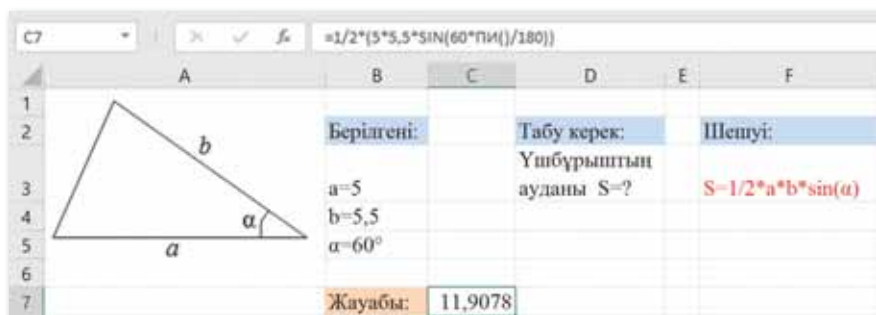 C7 fx =1/2*(5*5,5*SIN(60*ПИ()/180))
A B C D E F
1
2 Берілгені: Табу керек: Шешуі:
Үшбұрыштың
3 a=5 ауданы S=? S=1/2*a*b*sin(α)
4 b=5,5
5 α=60°
6
7 Жауабы: 11,9078
b
α
a